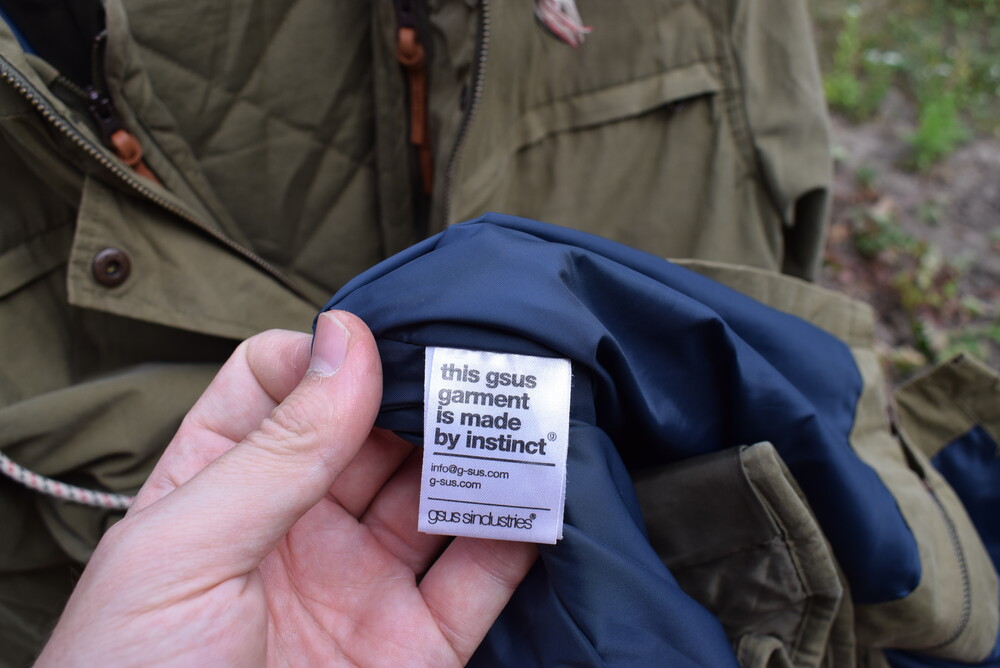 this gsus
garment
is made
by instinct®
info@g-sus.com
g-sus.com
gsus sindustries®